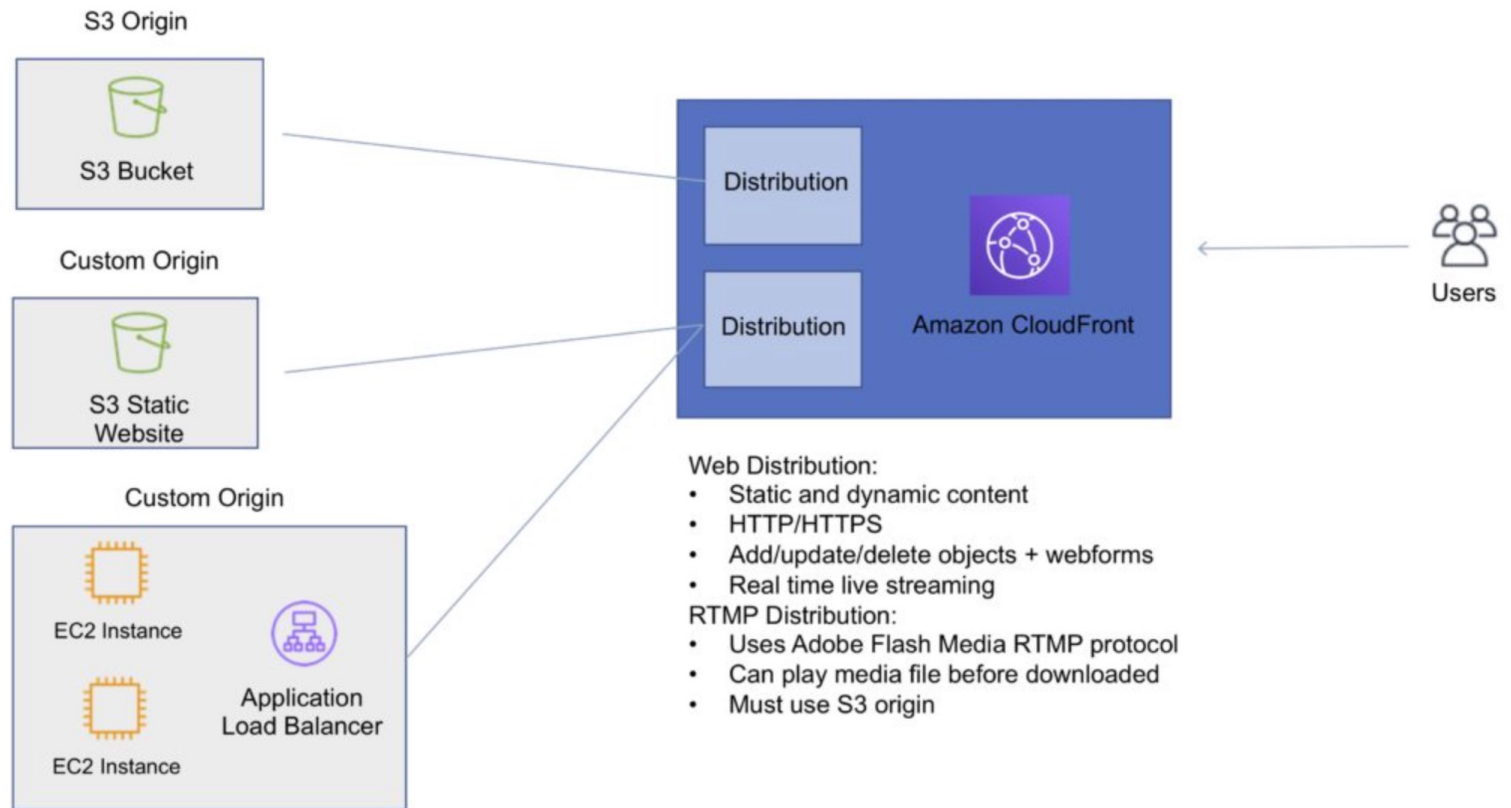 S3 Origin
S3 Bucket
Custom Origin
S3 Static
Website
Custom Origin
EC2 Instance
EC2 Instance
Application
Load Balancer
Distribution
Distribution
Amazon CloudFront
Users
Web Distribution:
• Static and dynamic content
• HTTP/HTTPS
• Add/update/delete objects + webforms
• Real time live streaming
RTMP Distribution:
• Uses Adobe Flash Media RTMP protocol
• Can play media file before downloaded
• Must use S3 origin